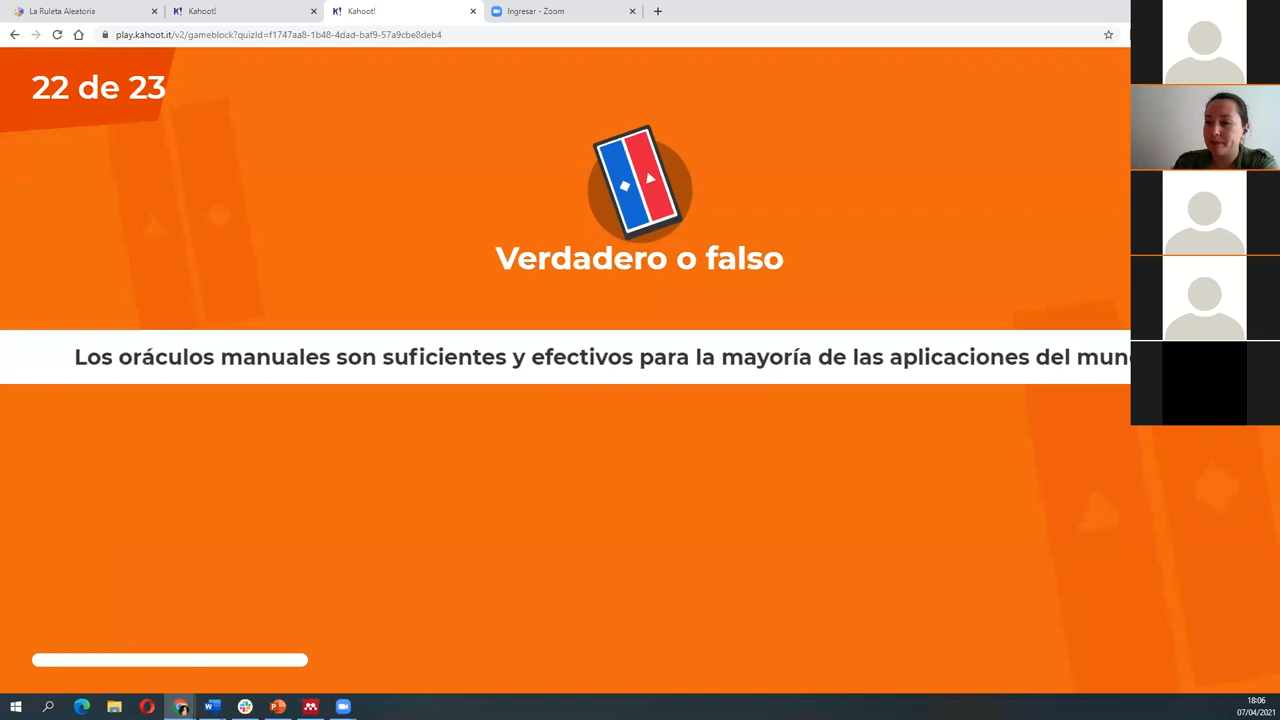 La Ruleta Aleatoria
Kahoot!
Kahoot!
Ingresar - Zoom
play.kahoot.it/v2/gameblock?quizId=f1747aa8-1b48-4dad-baf9-57a9cbe8deb4
22 de 23
Verdadero o falso
Los oráculos manuales son suficientes y efectivos para la mayoría de las aplicaciones del
18:06
07/04/2021